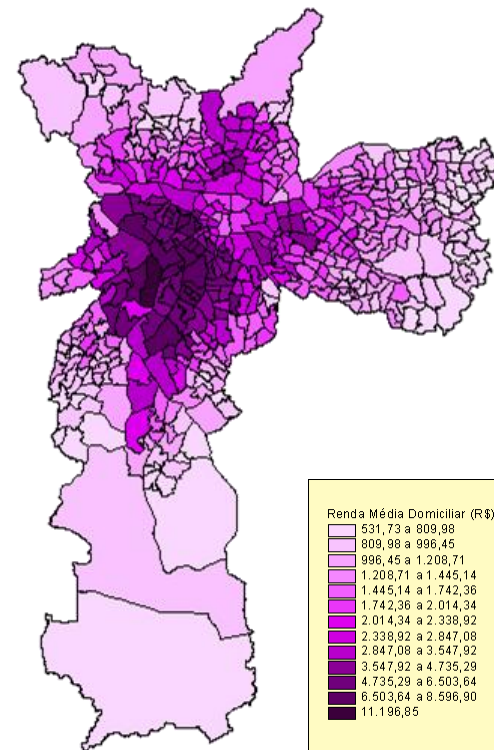 Renda Média Domiciliar (R$)
531,73 a 809,98
809,98 a 996,45
996,45 a 1.208,71
1.208,71 a 1.445,14
1.445,14 a 1.742,36
1.742,36 a 2.014,34
2.014,34 a 2.338,92
2.338,92 a 2.847,08
2.847,08 a 3.547,92
3.547,92 a 4.735,29
4.735,29 a 6.503,64
6.503,64 a 8.596,90
11.196,85